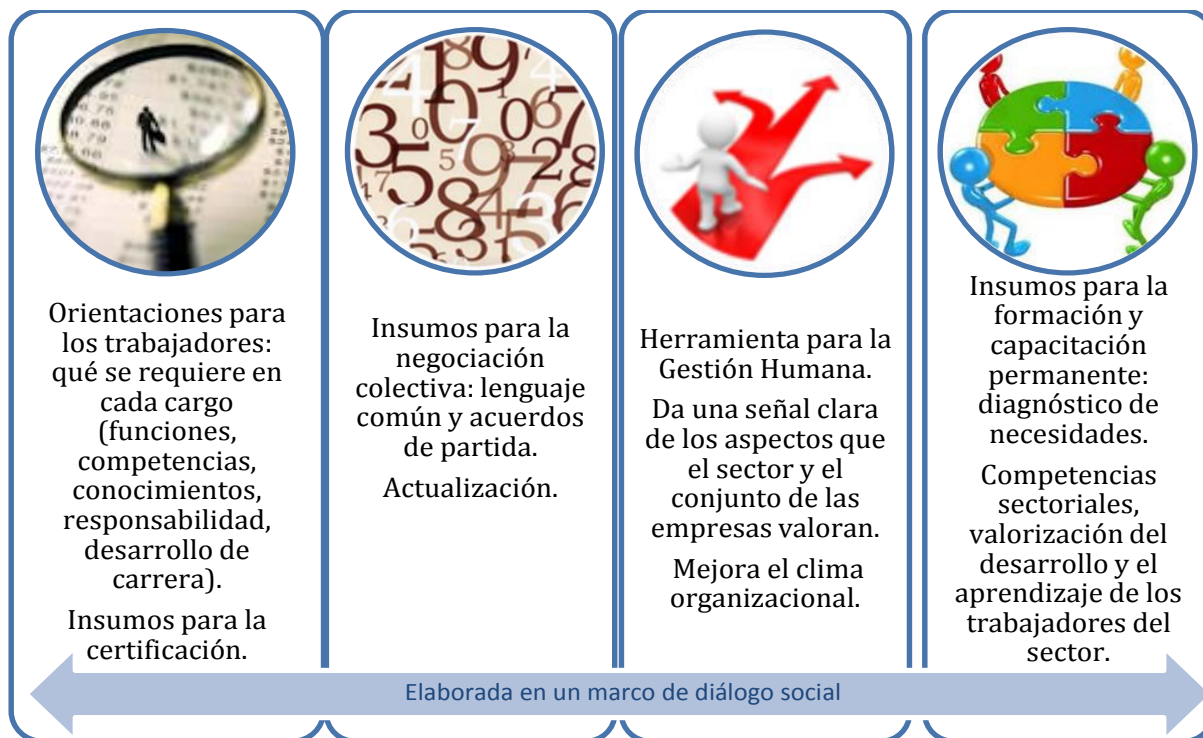 Orientaciones para
los trabajadores:
qué se requiere en
cada cargo
(funciones,
competencias,
conocimientos,
responsabilidad,
desarrollo de
carrera).
Insumos para la
certificación.
Insumos para la
negociación
colectiva: lenguaje
común y acuerdos
de partida.
Actualización.
Herramienta para la
Gestión Humana.
Da una señal clara
de los aspectos que
el sector y el
conjunto de las
empresas valoran.
Mejora el clima
organizacional.
Insumos para la
formación y
capacitación
permanente:
diagnóstico de
necesidades.
Competencias
sectoriales,
valorización del
desarrollo y el
aprendizaje de los
trabajadores del
sector.
Elaborada en un marco de diálogo social